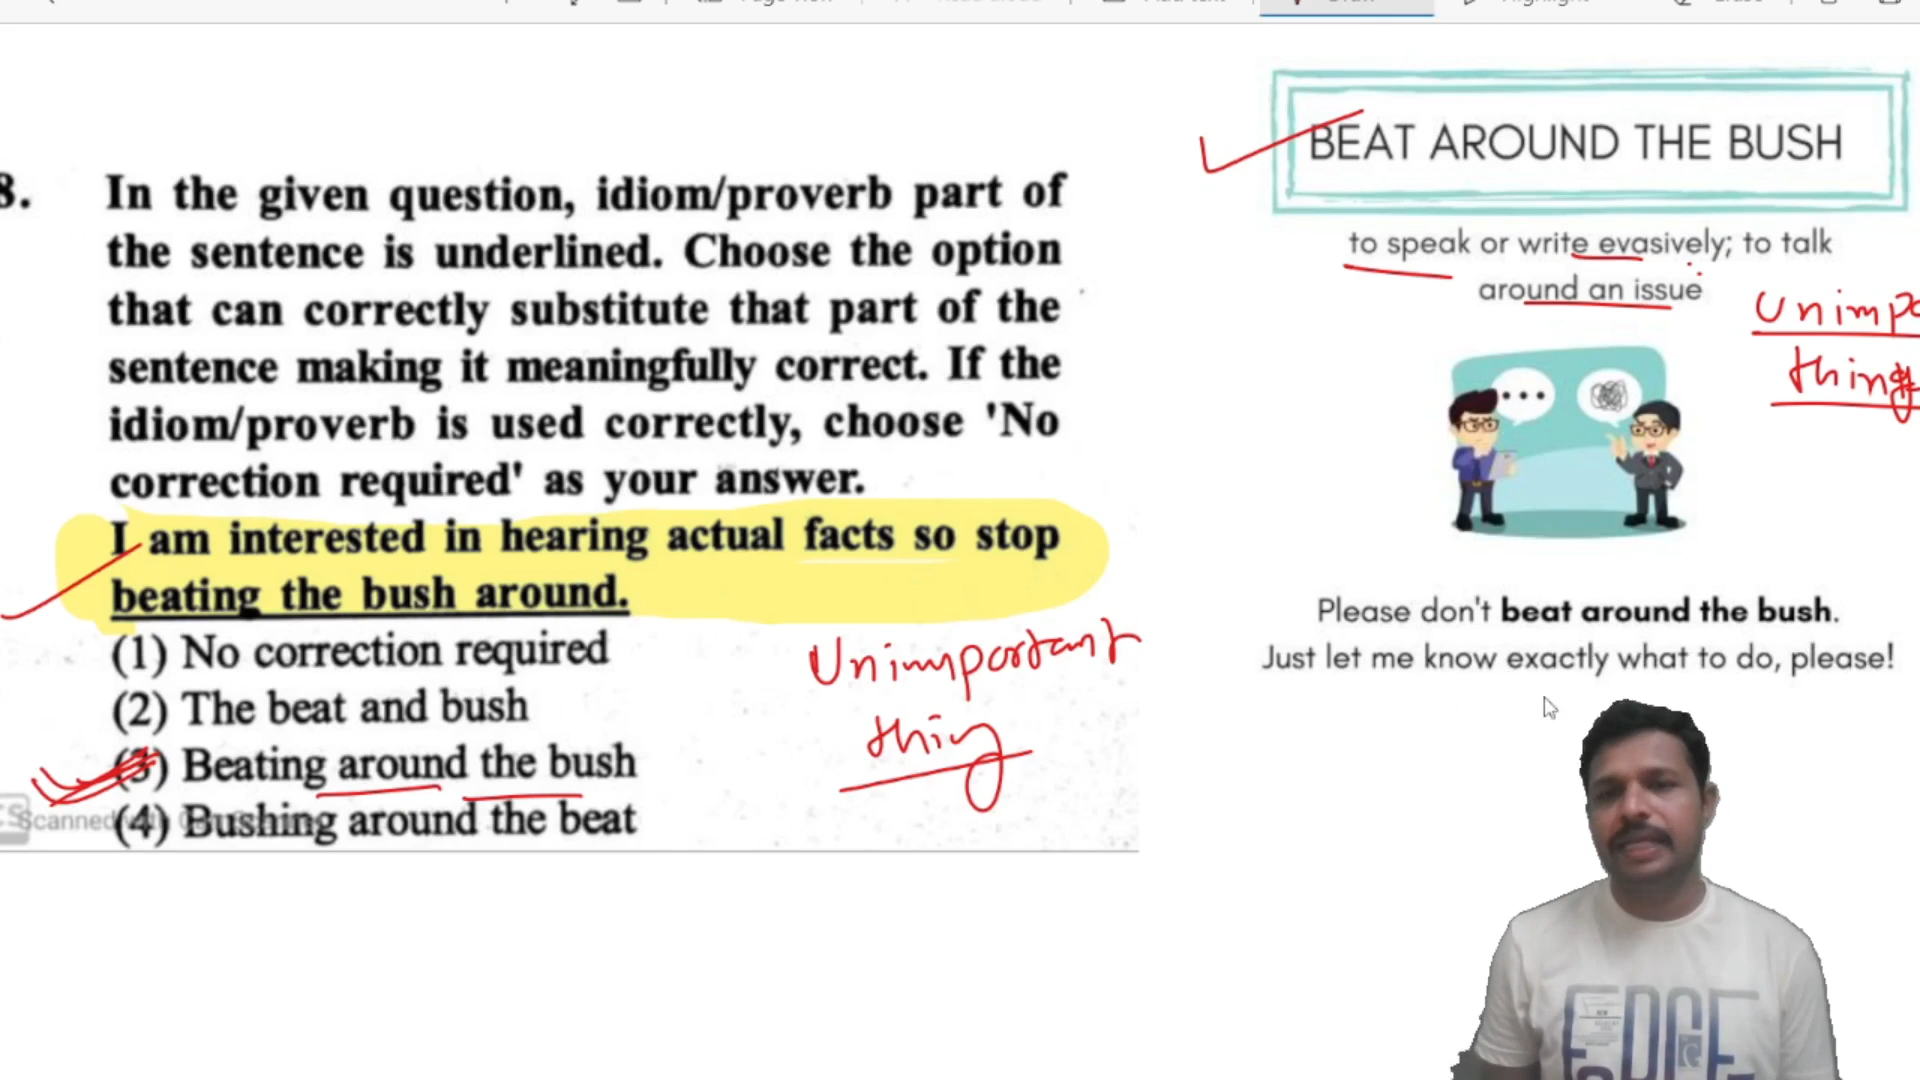 8. In the given question, idiom/proverb part of
the sentence is underlined. Choose the option
that can correctly substitute that part of the
sentence making it meaningfully correct. If the
idiom/proverb is used correctly, choose 'No
correction required' as your answer.
I am interested in hearing actual facts so stop
beating the bush around.
(1) No correction required
(2) The beat and bush
(3) Beating around the bush
(4) Bushing around the beat
Scanned
Unimportant
thing
BEAT AROUND THE BUSH
to speak or write evasively; to talk
around an issue
Unimpo
thing
Please don't beat around the bush.
Just let me know exactly what to do, please!
EDGE